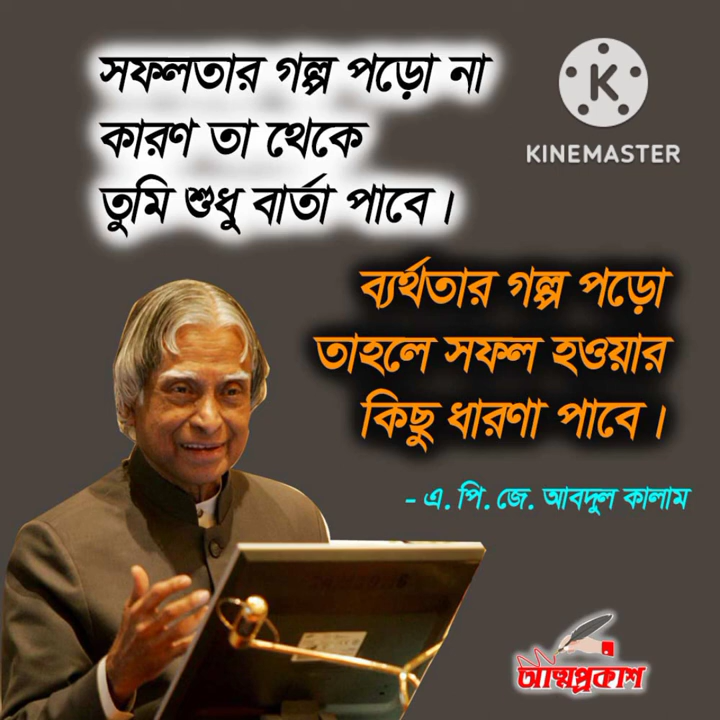 সফলতার গল্প পড়ো না
কারণ তা থেকে
তুমি শুধু বার্তা পাবে।
KINEMASTER
ব্যর্থতার গল্প পড়ো
তাহলে সফল হওয়ার
কিছু ধারণা পাবে।
- এ. পি. জে. আবদুল কালাম
আত্মপ্রকাশ